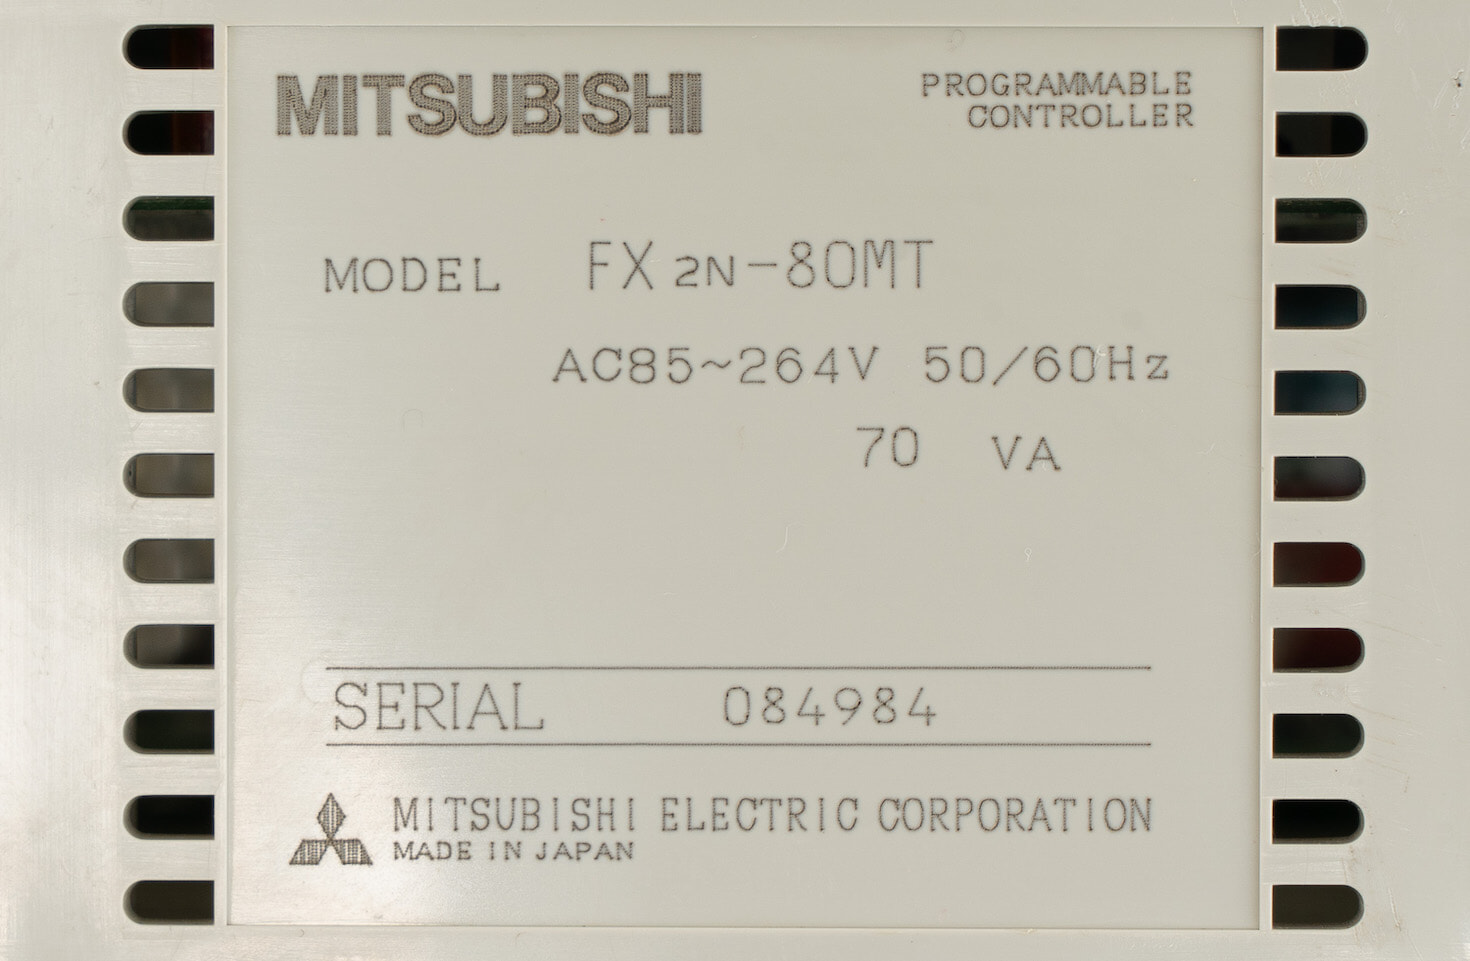 MITSUBISHI
PROGRAMMABLE
CONTROLLER
MODEL FX2N-80MT
AC85~264V 50/60Hz
70 VA
SERIAL 084984
MITSUBISHI ELECTRIC CORPORATION
MADE IN JAPAN